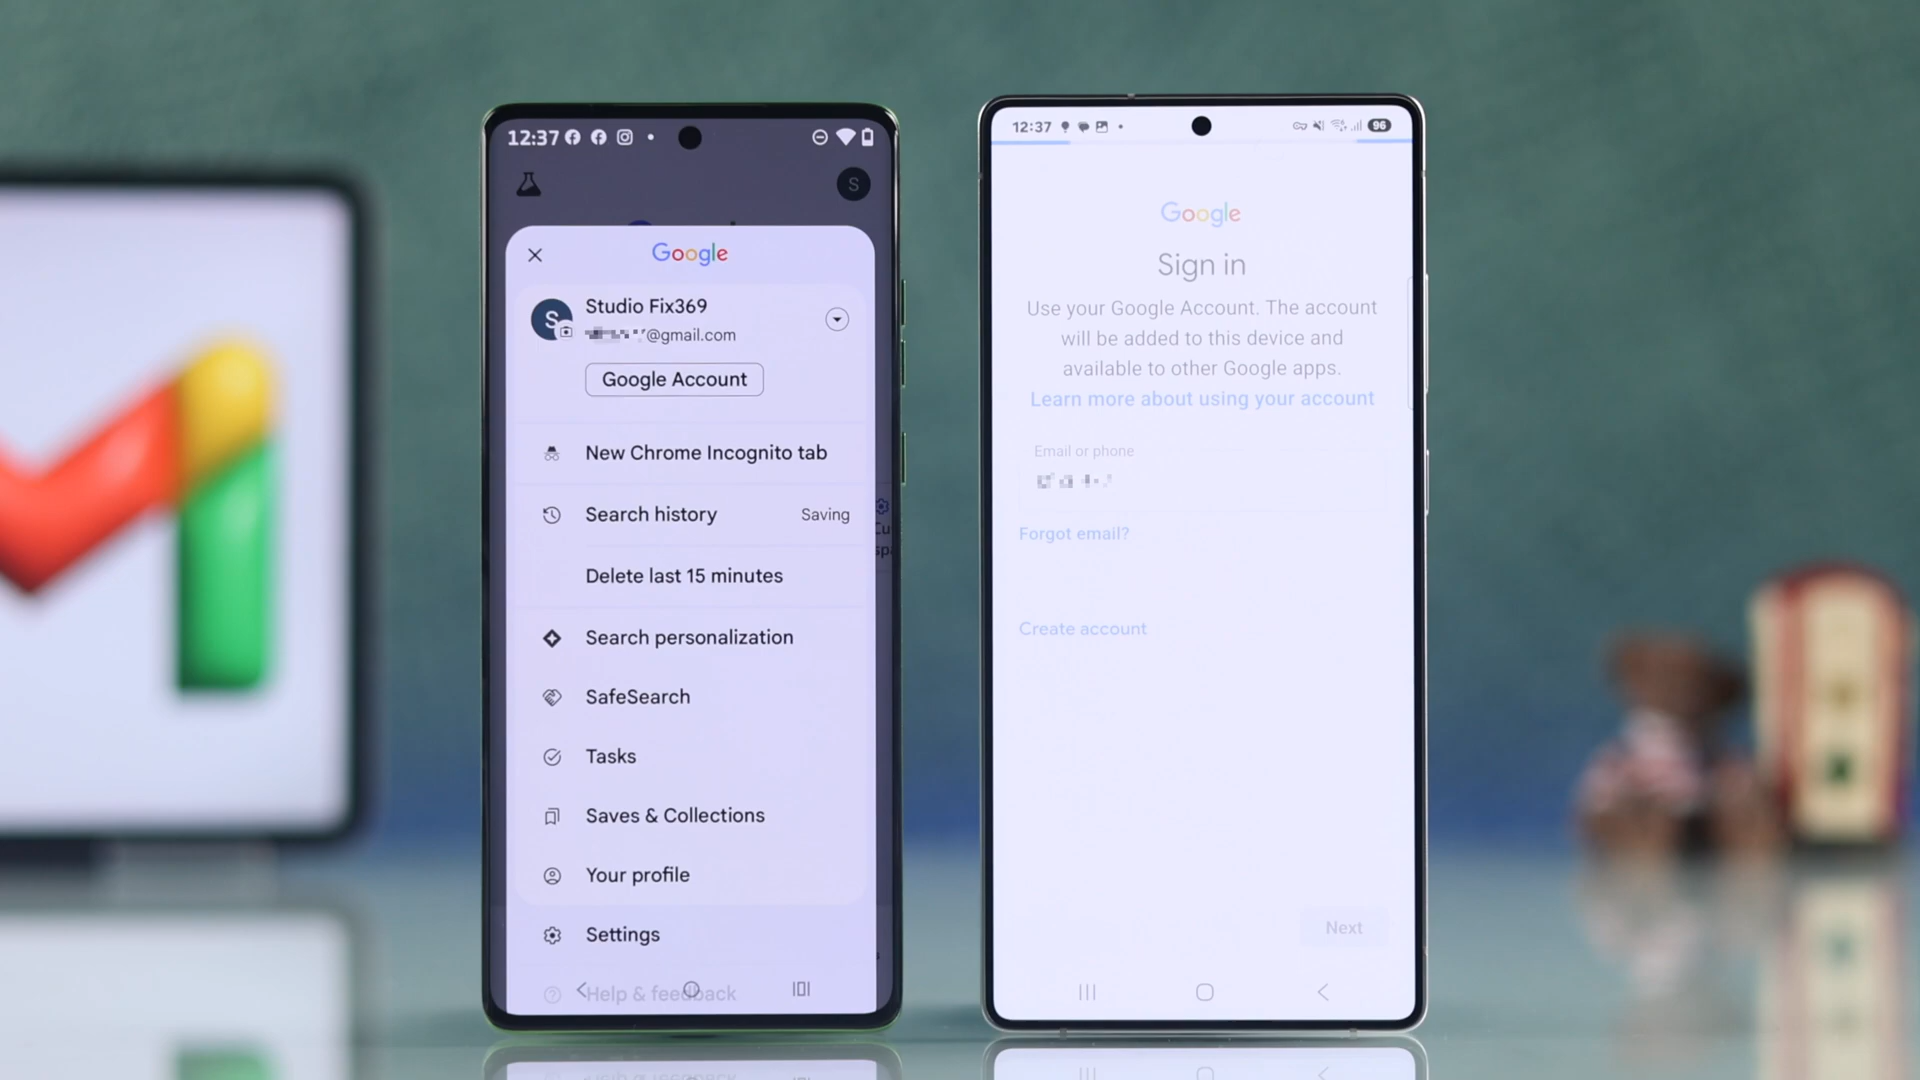 12:37
S
Google
Studio Fix369
S
@gmail.com
Google Account
New Chrome Incognito tab
Search history Saving
Delete last 15 minutes
Search personalization
SafeSearch
Tasks
Saves & Collections
Your profile
Settings
Help & feedback
12:37 96
Google
Sign in
Use your Google Account. The account
will be added to this device and
available to other Google apps.
Learn more about using your account
Email or phone
Forgot email?
Create account
Next